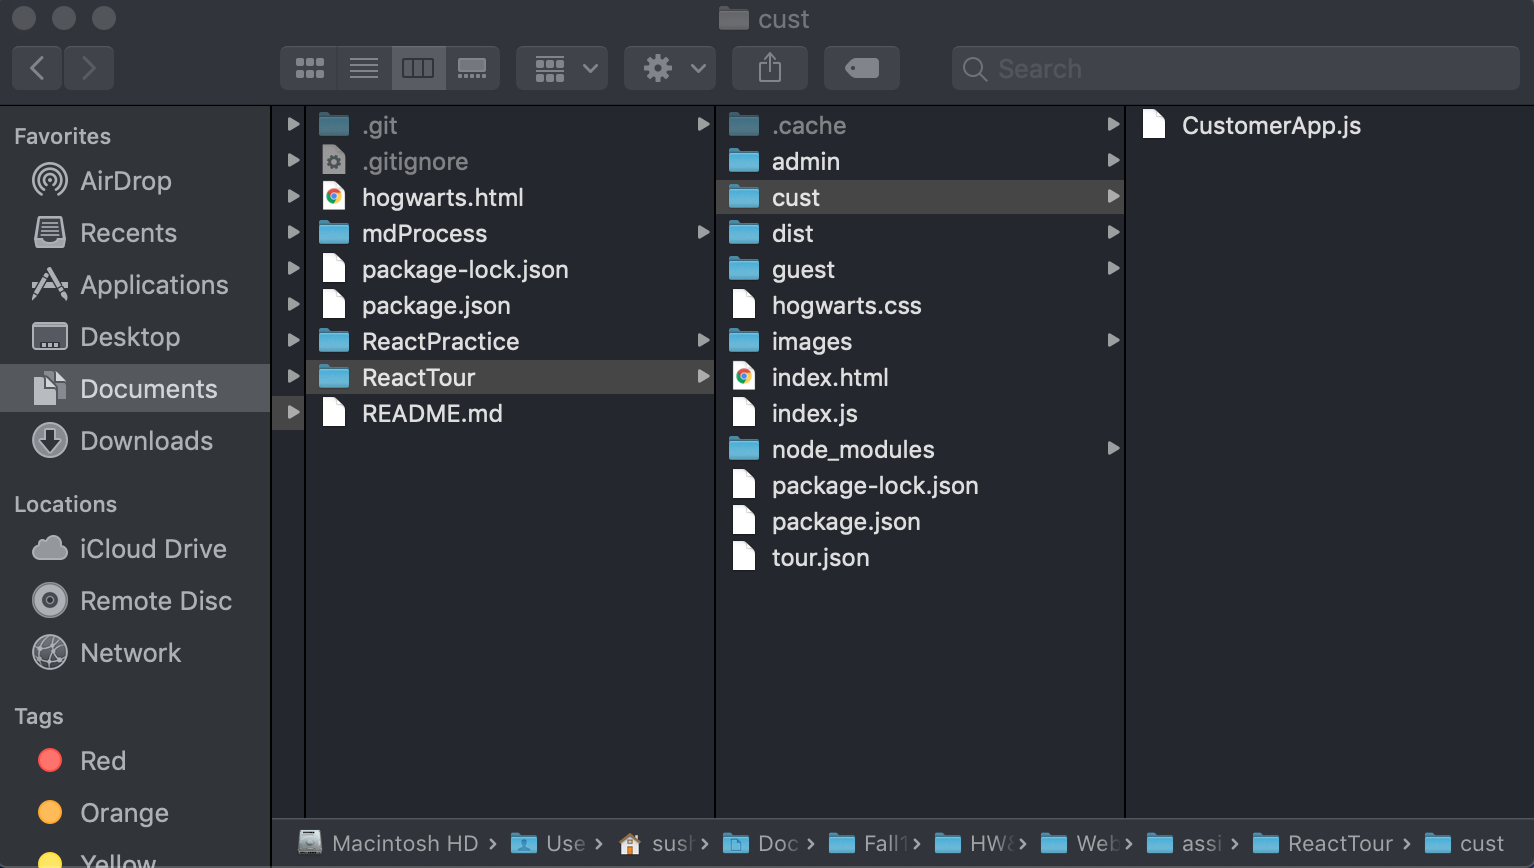 cust
Search
Favorites
AirDrop
Recents
Applications
Desktop
Documents
Downloads
Locations
iCloud Drive
Remote Disc
Network
Tags
Red
Orange
Yellow
.git
.gitignore
hogwarts.html
mdProcess
package-lock.json
package.json
ReactPractice
ReactTour
README.md
.cache
admin
cust
dist
guest
hogwarts.css
images
index.html
index.js
node_modules
package-lock.json
package.json
tour.json
CustomerApp.js
Macintosh HD Use sush Doc Fall1 HW8 Web assi ReactTour cust